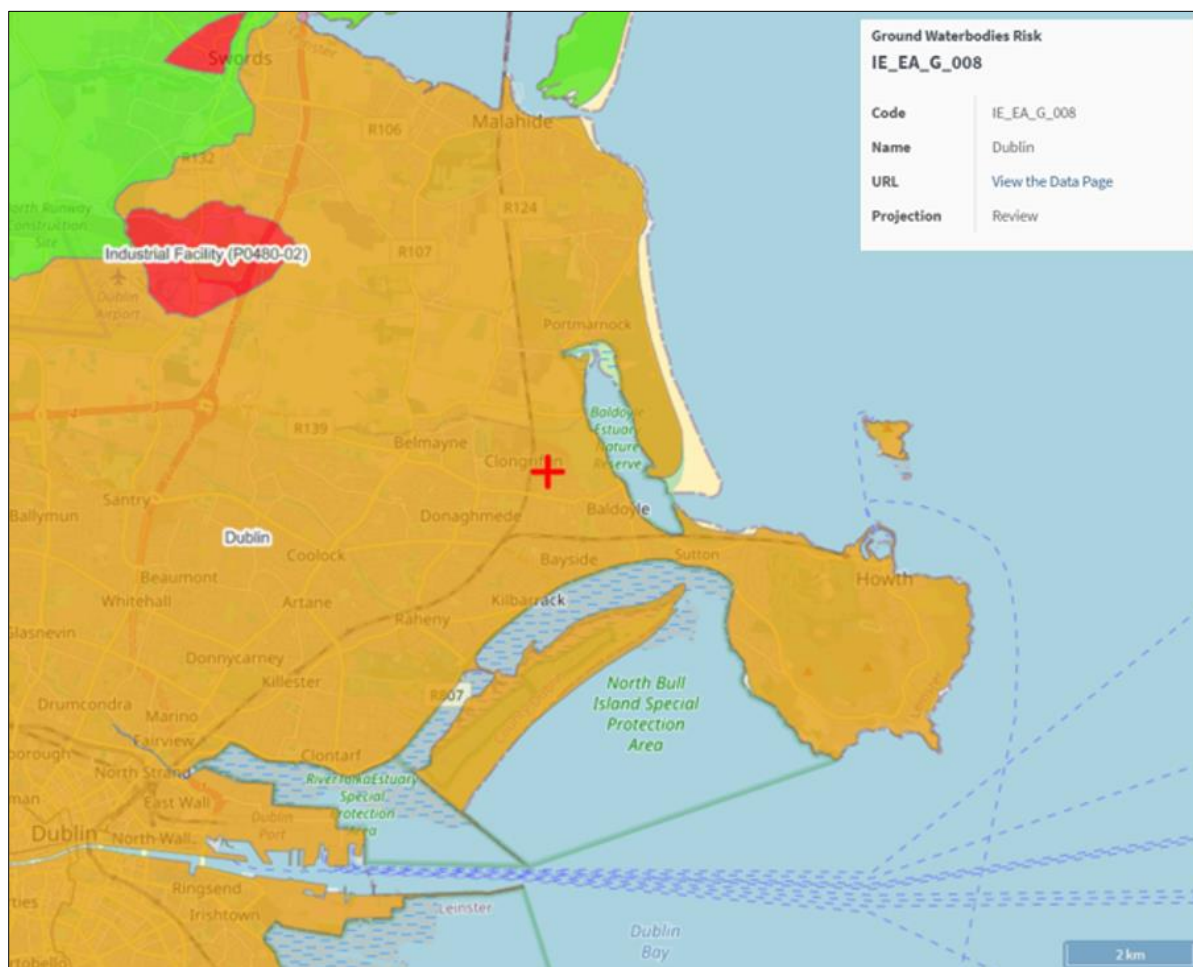 Ground Waterbodies Risk
IE_EA_G_008
Code IE_EA_G_008
Name Dublin
URL View the Data Page
Projection Review
Swords
Leinster
R106
Malahide
R132
North Runway
Construction
Site
R124
R107
Industrial Facility (P0480-02)
Dublin
Airport
Portmarnock
Baldoyle
Estuary
Nature
Reserve
R139
Belmayne
Clongriffin
Santry
Ballymun
Donaghmede
Baldoyle
Dublin
Coolock
Bayside
Sutton
Howth
Beaumont
Whitehall
Artane
Kilbarrack
Glasnevin
Raheny
Donnycarney
Killester
R807
North Bull
Island Special
Protection
Area
Leinster
Drumcondra
Marino
Fairview
Clontarf
North Strand
River Tolka Estuary
Special
Protection
Area
East Wall
Dublin
Port
Dublin
North Wall
Ringsend
Irishtown
Leinster
Dublin
Bay
2 km